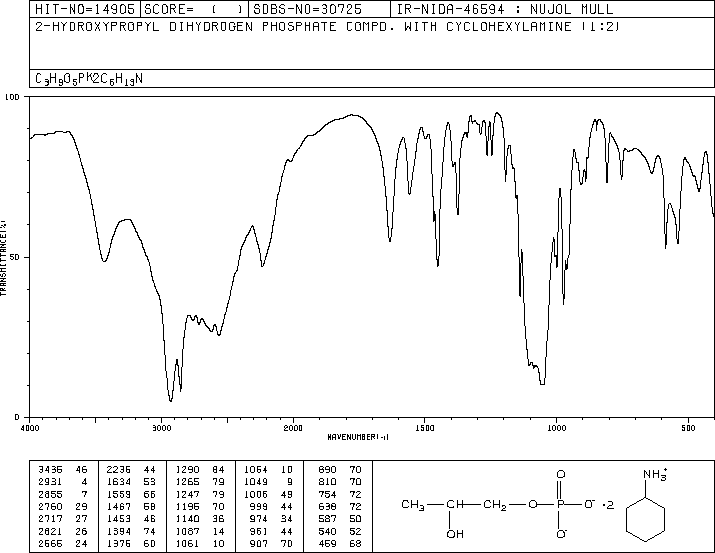 HIT-NO=14905 SCORE= ( ) SDBS-NO=30725 IR-NIDA-46594 : NUJOL MULL
2-HYDROXYPROPYL DIHYDROGEN PHOSPHATE COMPD. WITH CYCLOHEXYLAMINE (1:2)
C3H9O5P*2C6H13N
100
50
0
TRANSMITTANCE(%)
4000 3000 2000 1500 1000 500
WAVENUMBER(-1)
3436 46 2236 44 1290 84 1064 10 890 70
2931 4 1634 53 1265 79 1049 9 810 70
2855 7 1559 66 1247 79 1006 49 754 72
2760 29 1467 58 1195 70 999 44 638 72
2717 27 1453 46 1140 36 974 34 587 50
2621 26 1394 74 1087 14 961 44 540 52
2566 24 1376 60 1061 10 907 70 459 68
CH3—CH—CH2—O—P—O⁻ ·2
OH
O
O⁻
NH3⁺